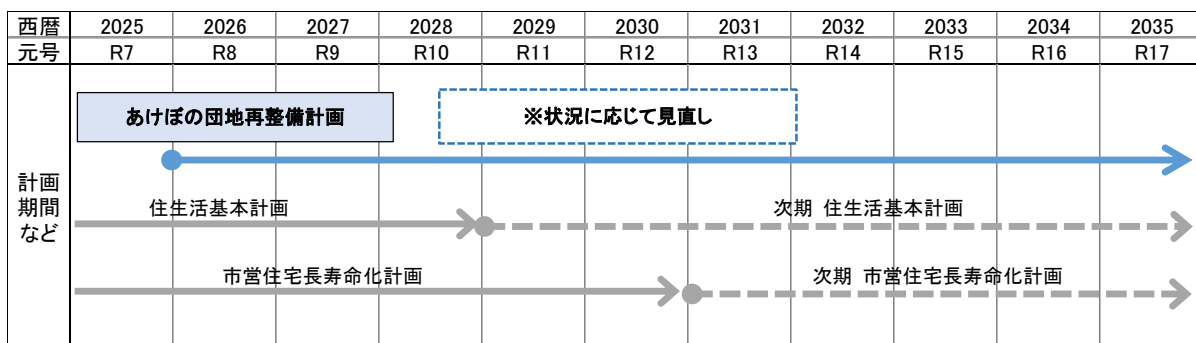 西暦 2025 2026 2027 2028 2029 2030 2031 2032 2033 2034 2035
元号 R7 R8 R9 R10 R11 R12 R13 R14 R15 R16 R17
計画
期間
など
あけぼの団地再整備計画 ※状況に応じて見直し
住生活基本計画 次期 住生活基本計画
市営住宅長寿命化計画 次期 市営住宅長寿命化計画